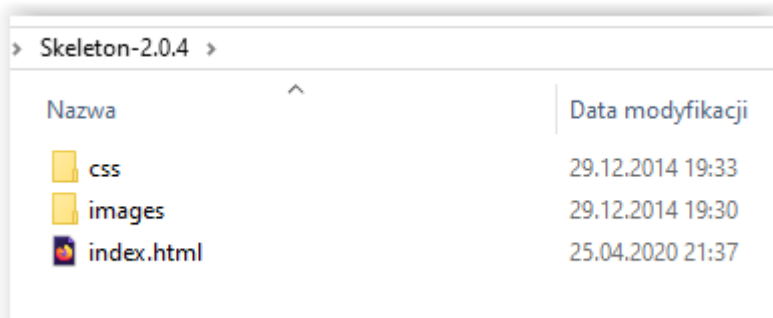 Skeleton-2.0.4
Nazwa Data modyfikacji
css 29.12.2014 19:33
images 29.12.2014 19:30
index.html 25.04.2020 21:37